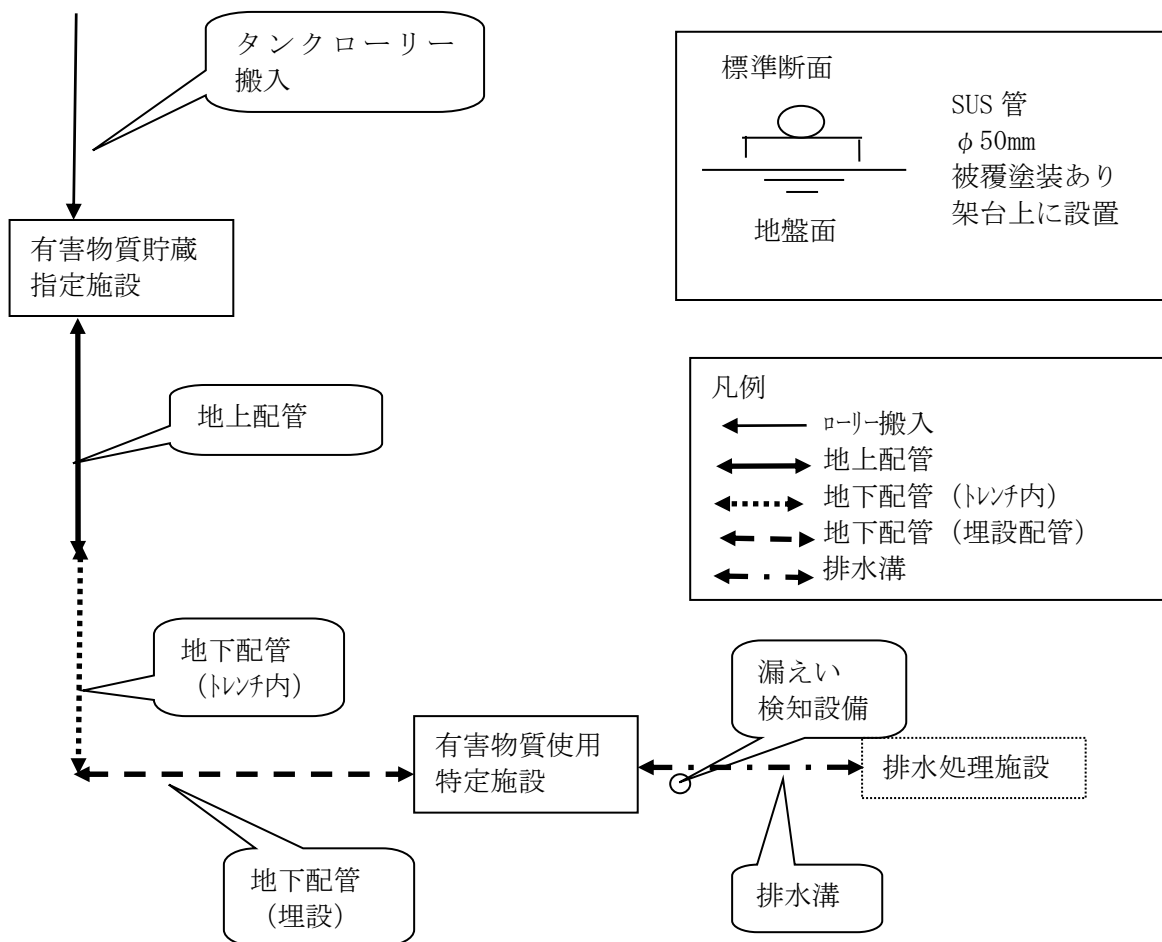 タンクローリー
搬入
標準断面
SUS 管
φ50mm
被覆塗装あり
架台上に設置
地盤面
有害物質貯蔵
指定施設
地上配管
凡例
ﾛｰﾘｰ搬入
地上配管
地下配管（ﾄﾚﾝﾁ内）
地下配管（埋設配管）
排水溝
地下配管
（ﾄﾚﾝﾁ内）
漏えい
検知設備
有害物質使用
特定施設
排水処理施設
地下配管
（埋設）
排水溝